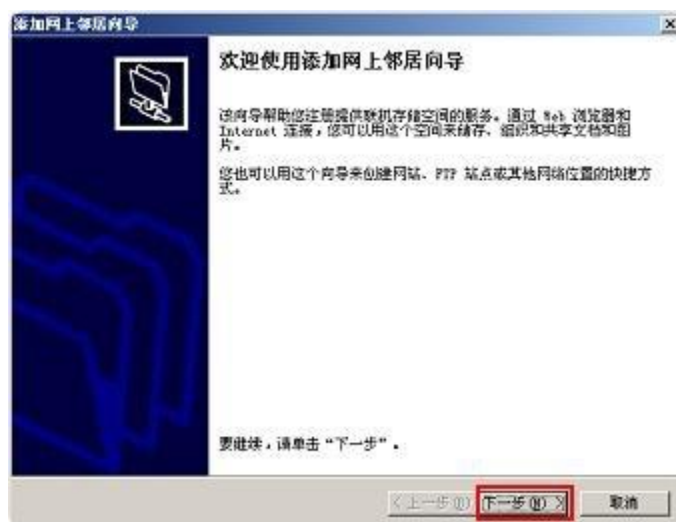 添加网上邻居向导
欢迎使用添加网上邻居向导
该向导帮助您注册提供联机存储空间的服务。通过 Web 浏览器和
Internet 连接，您可以用这个空间来储存、组织和共享文档和图
片。
您也可以用这个向导来创建网站、FTP 站点或其他网络位置的快捷方
式。
要继续，请单击“下一步”。
<上一步(B) 下一步(N) > 取消